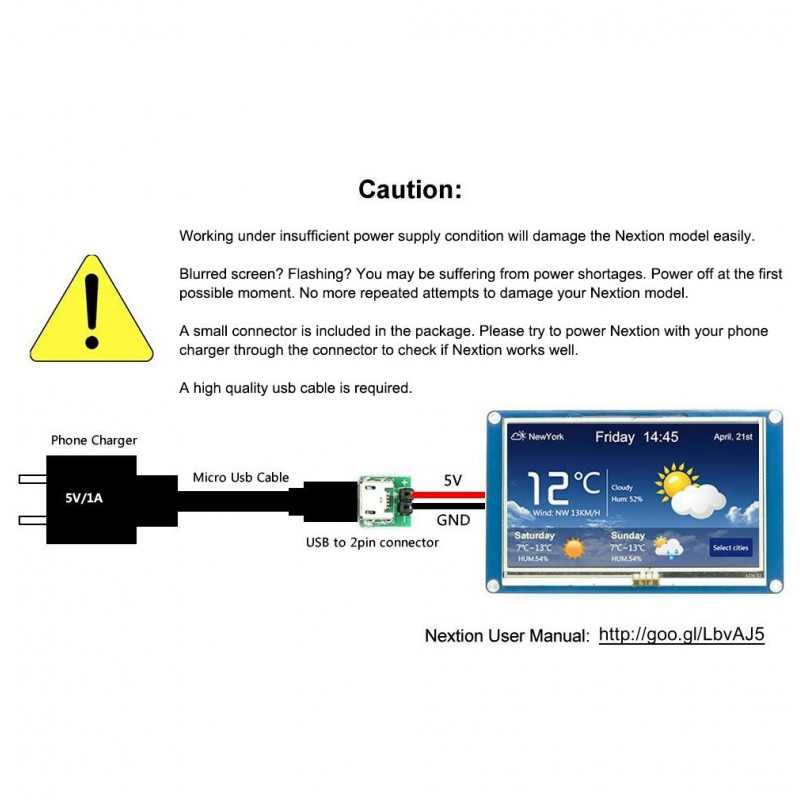 Caution:
Working under insufficient power supply condition will damage the Nextion model easily.
Blurred screen? Flashing? You may be suffering from power shortages. Power off at the first
possible moment. No more repeated attempts to damage your Nextion model.
A small connector is included in the package. Please try to power Nextion with your phone
charger through the connector to check if Nextion works well.
A high quality usb cable is required.
Phone Charger
5V/1A
Micro Usb Cable
USB to 2pin connector
+
-
5V
GND
NewYork
Friday 14:45
April, 21st
12°C
Cloudy
Hum: 52%
Wind: NW 13KM/H
Saturday
7°C~13°C
HUM.54%
Sunday
7°C~13°C
HUM.54%
Select cities
Nextion User Manual: http://goo.gl/LbvAJ5